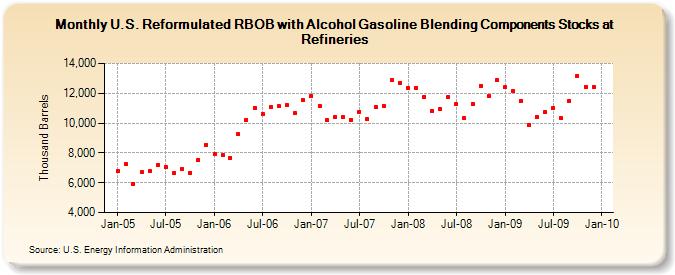 Monthly U.S. Reformulated RBOB with Alcohol Gasoline Blending Components Stocks at
Refineries
Thousand Barrels
14,000
12,000
10,000
8,000
6,000
4,000
Jan-05 Jul-05 Jan-06 Jul-06 Jan-07 Jul-07 Jan-08 Jul-08 Jan-09 Jul-09 Jan-10
Source: U.S. Energy Information Administration